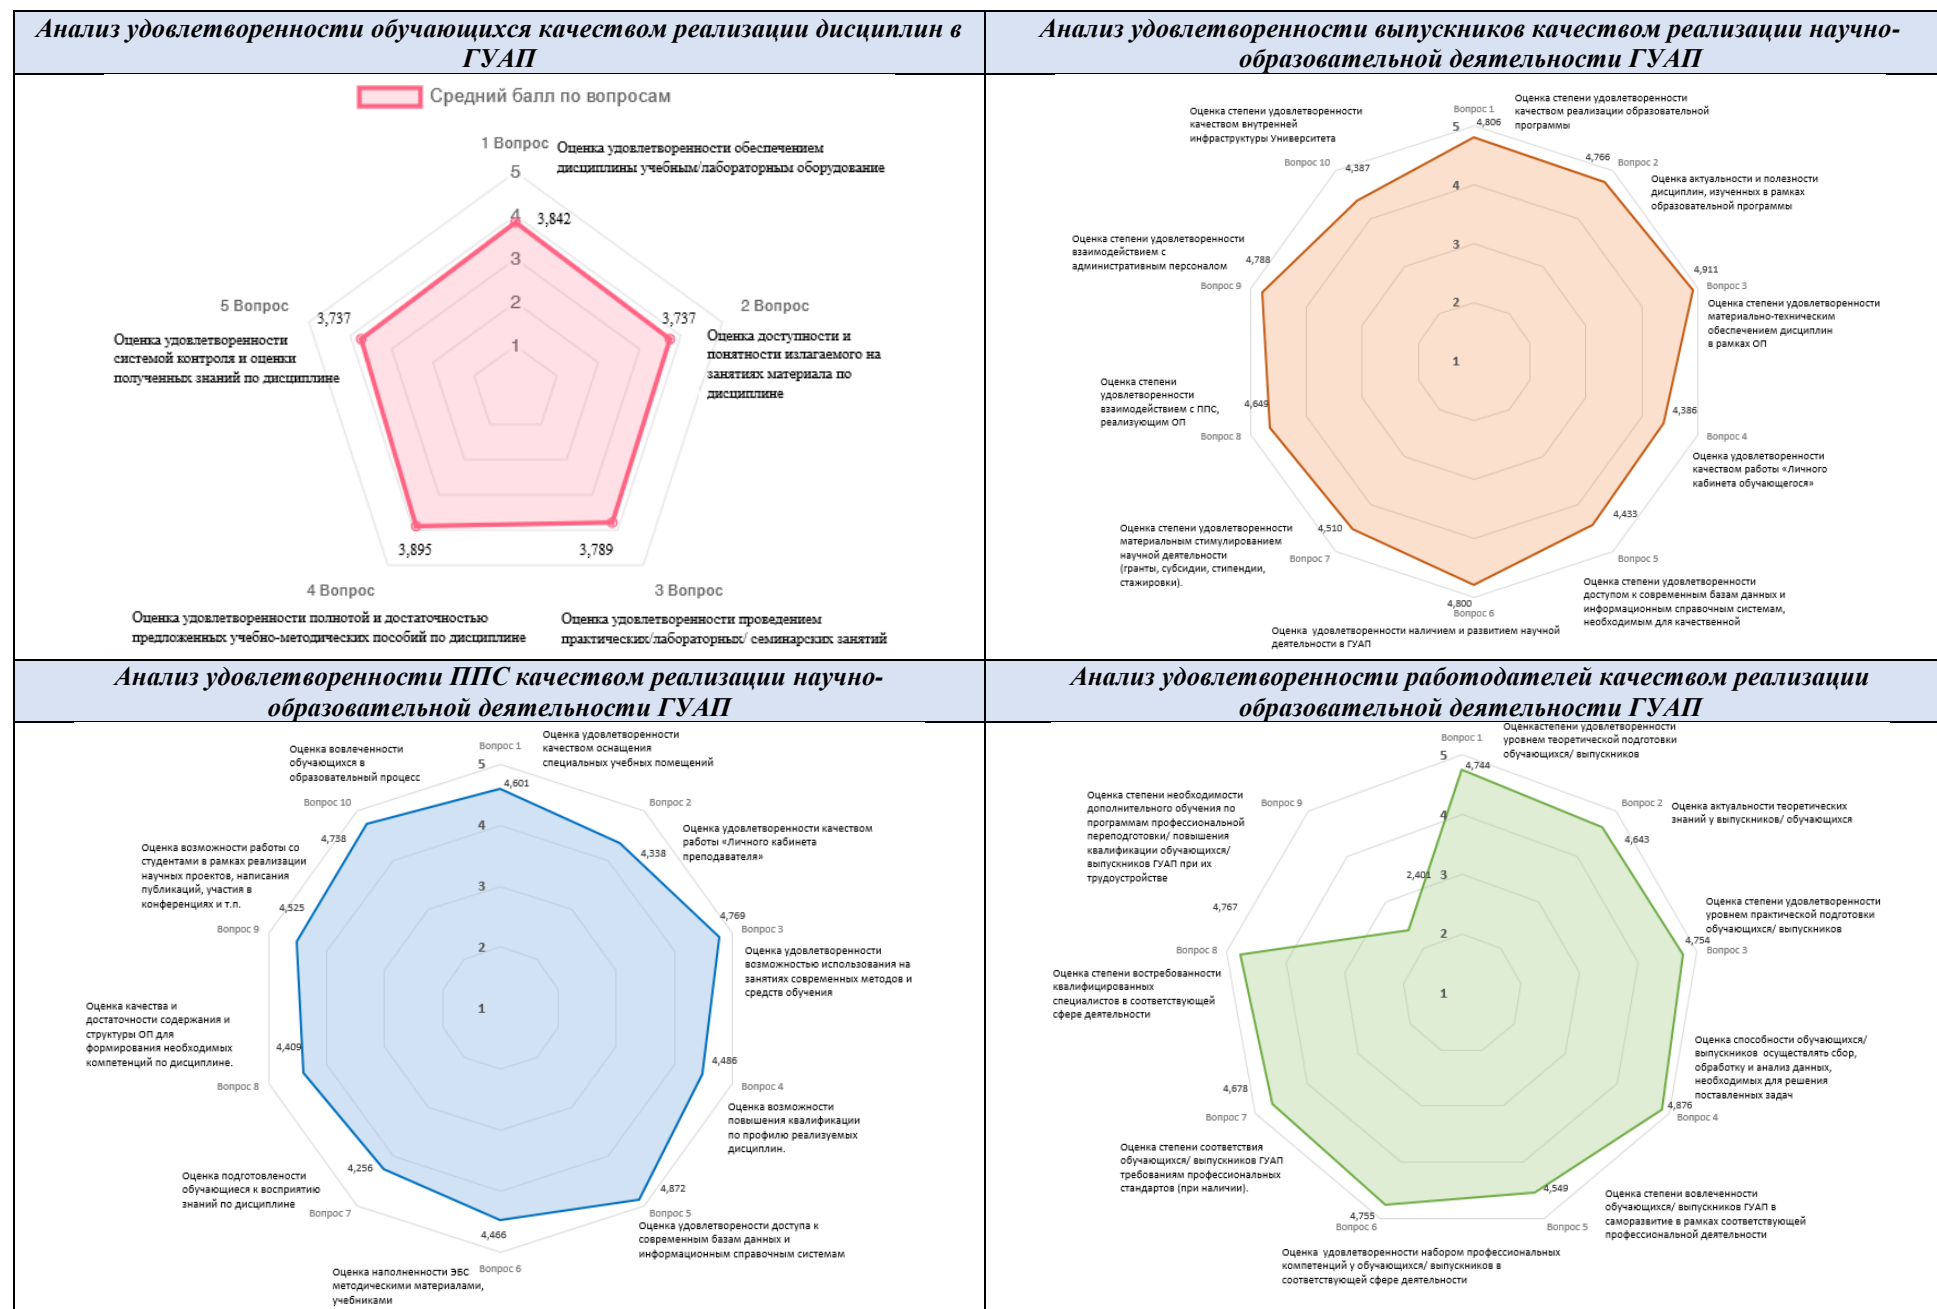 Анализ удовлетворенности обучающихся качеством реализации дисциплин в
ГУАП
Средний балл по вопросам
1 Вопрос
Оценка удовлетворенности обеспечением
дисциплины учебным/лабораторным оборудование
5
4
3
2
1
3,842
2 Вопрос
3,737
Оценка доступности и
понятности излагаемого на
занятиях материала по
дисциплине
5 Вопрос
3,737
Оценка удовлетворенности
системой контроля и оценки
полученных знаний по дисциплине
3,895
3,789
4 Вопрос
Оценка удовлетворенности полнотой и достаточностью
предложенных учебно-методических пособий по дисциплине
3 Вопрос
Оценка удовлетворенности проведением
практических/лабораторных/ семинарских занятий
Анализ удовлетворенности выпускников качеством реализации научно-
образовательной деятельности ГУАП
Вопрос 1
4,806
Оценка степени удовлетворенности
качеством реализации образовательной
программы
5
4
3
2
1
4,766
Вопрос 2
Оценка актуальности и полезности
дисциплин, изученных в рамках
образовательной программы
4,911
Вопрос 3
Оценка степени удовлетворенности
материально-техническим
обеспечением дисциплин
в рамках ОП
4,386
Вопрос 4
Оценка удовлетворенности
качеством работы «Личного
кабинета обучающегося»
4,433
Вопрос 5
Оценка степени удовлетворенности
доступом к современным базам данных и
информационным справочным системам,
необходимым для качественной
4,800
Вопрос 6
Оценка  удовлетворенности наличием и развитием научной
деятельности в ГУАП
4,510
Вопрос 7
Оценка степени удовлетворенности
материальным стимулированием
научной деятельности
(гранты, субсидии, стипендии,
стажировки).
4,649
Вопрос 8
Оценка степени
удовлетворенности
взаимодействием с ППС,
реализующим ОП
4,788
Вопрос 9
Оценка степени удовлетворенности
взаимодействием с
административным персоналом
4,387
Вопрос 10
Оценка степени удовлетворенности
качеством внутренней
инфраструктуры Университета
Анализ удовлетворенности ППС качеством реализации научно-
образовательной деятельности ГУАП
Вопрос 1
4,601
Оценка удовлетворенности
качеством оснащения
специальных учебных помещений
5
4
3
2
1
Вопрос 2
4,338
Оценка удовлетворенности качеством
работы «Личного кабинета
преподавателя»
4,769
Вопрос 3
Оценка удовлетворенности
возможностью использования на
занятиях современных методов и
средств обучения
4,486
Вопрос 4
Оценка возможности
повышения квалификации
по профилю реализуемых
дисциплин.
4,872
Вопрос 5
Оценка удовлетворености доступа к
современным базам данных и
информационным справочным системам
4,466
Вопрос 6
Оценка наполненности ЭБС
методическими материалами,
учебниками
4,256
Вопрос 7
Оценка подготовлености
обучающиеся к восприятию
знаний по дисциплине
4,409
Вопрос 8
Оценка качества и
достаточности содержания и
структуры ОП для
формирования необходимых
компетенций по дисциплине.
4,525
Вопрос 9
Оценка возможности работы со
студентами в рамках реализации
научных проектов, написания
публикаций, участия в
конференциях и т.п.
4,738
Вопрос 10
Оценка вовлеченности
обучающихся в
образовательный процесс
Анализ удовлетворенности работодателей качеством реализации
образовательной деятельности ГУАП
Вопрос 1
4,744
Оценкастепени удовлетворенности
уровнем теоретической подготовки
обучающихся/ выпускников
5
4
3
2
1
Вопрос 2
4,643
Оценка актуальности теоретических
знаний у выпускников/ обучающихся
Оценка степени удовлетворенности
уровнем практической подготовки
обучающихся/ выпускников
4,754
Вопрос 3
Оценка способности обучающихся/
выпускников  осуществлять сбор,
обработку и анализ данных,
необходимых для решения
поставленных задач
4,876
Вопрос 4
4,549
Вопрос 5
Оценка степени вовлеченности
обучающихся/ выпускников ГУАП в
саморазвитие в рамках соответствующей
профессиональной деятельности
4,755
Вопрос 6
Оценка  удовлетворенности набором профессиональных
компетенций у обучающихся/ выпускников в
соответствующей сфере деятельности
4,678
Вопрос 7
Оценка степени соответствия
обучающихся/ выпускников ГУАП
требованиям профессиональных
стандартов (при наличии).
4,767
Вопрос 8
Оценка степени востребованности
квалифицированных
специалистов в соответствующей
сфере деятельности
2,401
Вопрос 9
Оценка степени необходимости
дополнительного обучения по
программам профессиональной
переподготовки/ повышения
квалификации обучающихся/
выпускников ГУАП при их
трудоустройстве